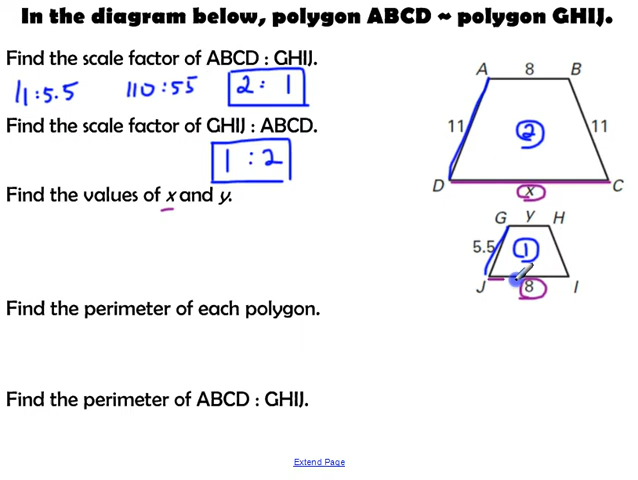 In the diagram below, polygon ABCD ~ polygon GHIJ.
Find the scale factor of ABCD : GHIJ.
11:5.5 110:55 2: 1
Find the scale factor of GHIJ : ABCD.
1 : 2
Find the values of x and y.
Find the perimeter of each polygon.
Find the perimeter of ABCD : GHIJ.
A 8 B
11 2 11
D x C
G y H
5.5 1
J 8 I
Extend Page